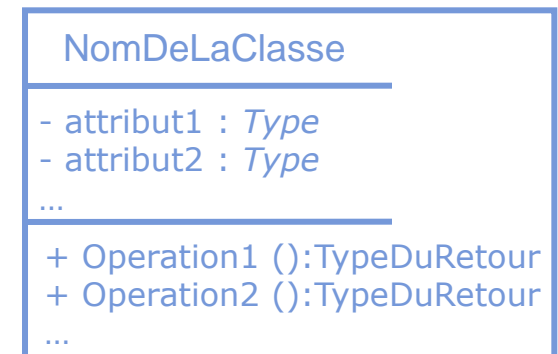 NomDeLaClasse
- attribut1 : Type
- attribut2 : Type
...
+ Operation1 ():TypeDuRetour
+ Operation2 ():TypeDuRetour
...